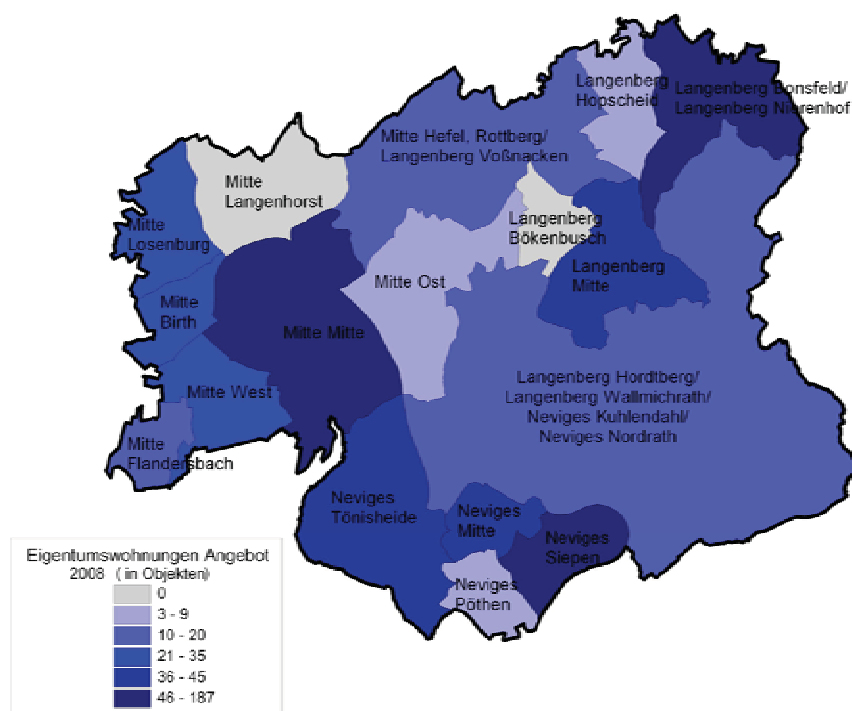 Langenberg
Hopscheid
Langenberg Bonsfeld/
Langenberg Nierenhof
Mitte Hefel, Rottberg/
Langenberg Voßnacken
Mitte
Langenhorst
Langenberg
Bökenbusch
Mitte
Losenburg
Langenberg
Mitte
Mitte Ost
Mitte
Birth
Mitte Mitte
Mitte West
Langenberg Hordtberg/
Langenberg Wallmichrath/
Neviges Kuhlendahl/
Neviges Nordrath
Mitte
Flandersbach
Neviges
Tönisheide
Neviges
Mitte
Neviges
Siepen
Neviges
Pöthen
Eigentumswohnungen Angebot
2008 ( in Objekten)
0
3 - 9
10 - 20
21 - 35
36 - 45
46 - 187